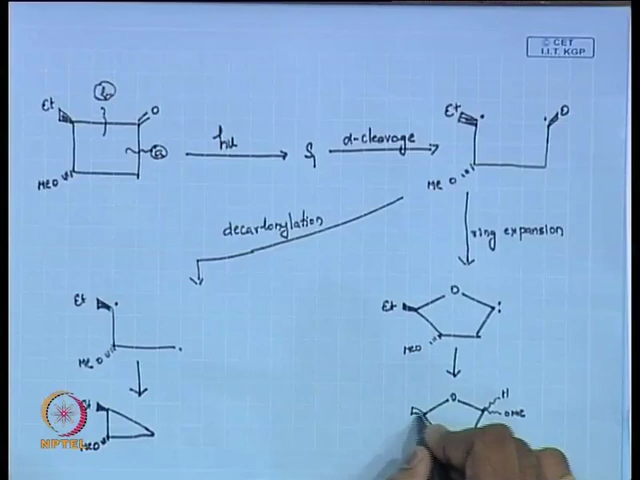 © CET
I.I.T. KGP
Et
b
O
a
MeO
hν
S₁
α-cleavage
Et
O
MeO
decarbonylation
ring expansion
Et
MeO
O
Et
:
MeO
Et
MeO
O
H
OMe
NPTEL